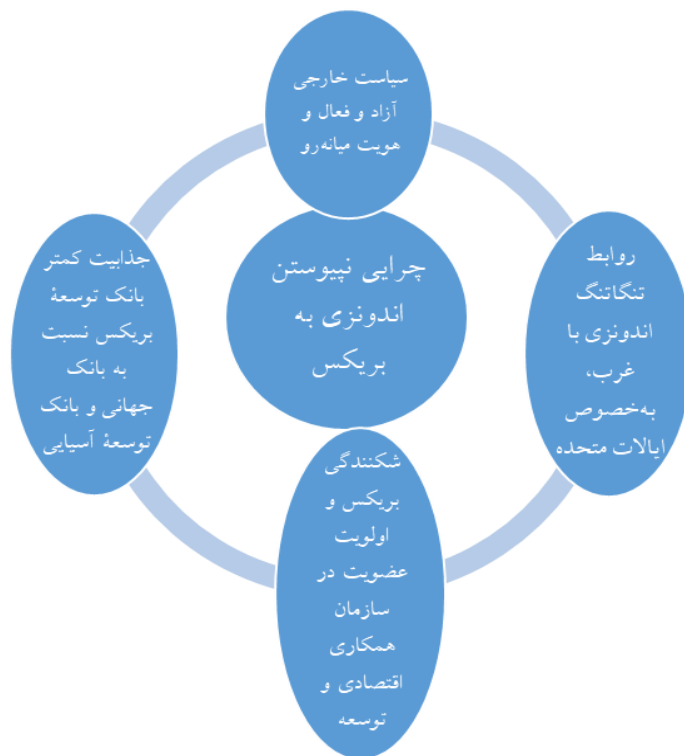 سیاست خارجی
آزاد و فعال و
هویت میانه‌رو
چرایی نپیوستن
اندونزی به
بریکس
روابط
تنگاتنگ
اندونزی با
غرب،
به‌خصوص
ایالات متحده
شکنندگی
بریکس و
اولویت
عضویت در
سازمان
همکاری
اقتصادی و
توسعه
جذابیت کمتر
بانک توسعۀ
بریکس نسبت
به بانک
جهانی و بانک
توسعۀ آسیایی